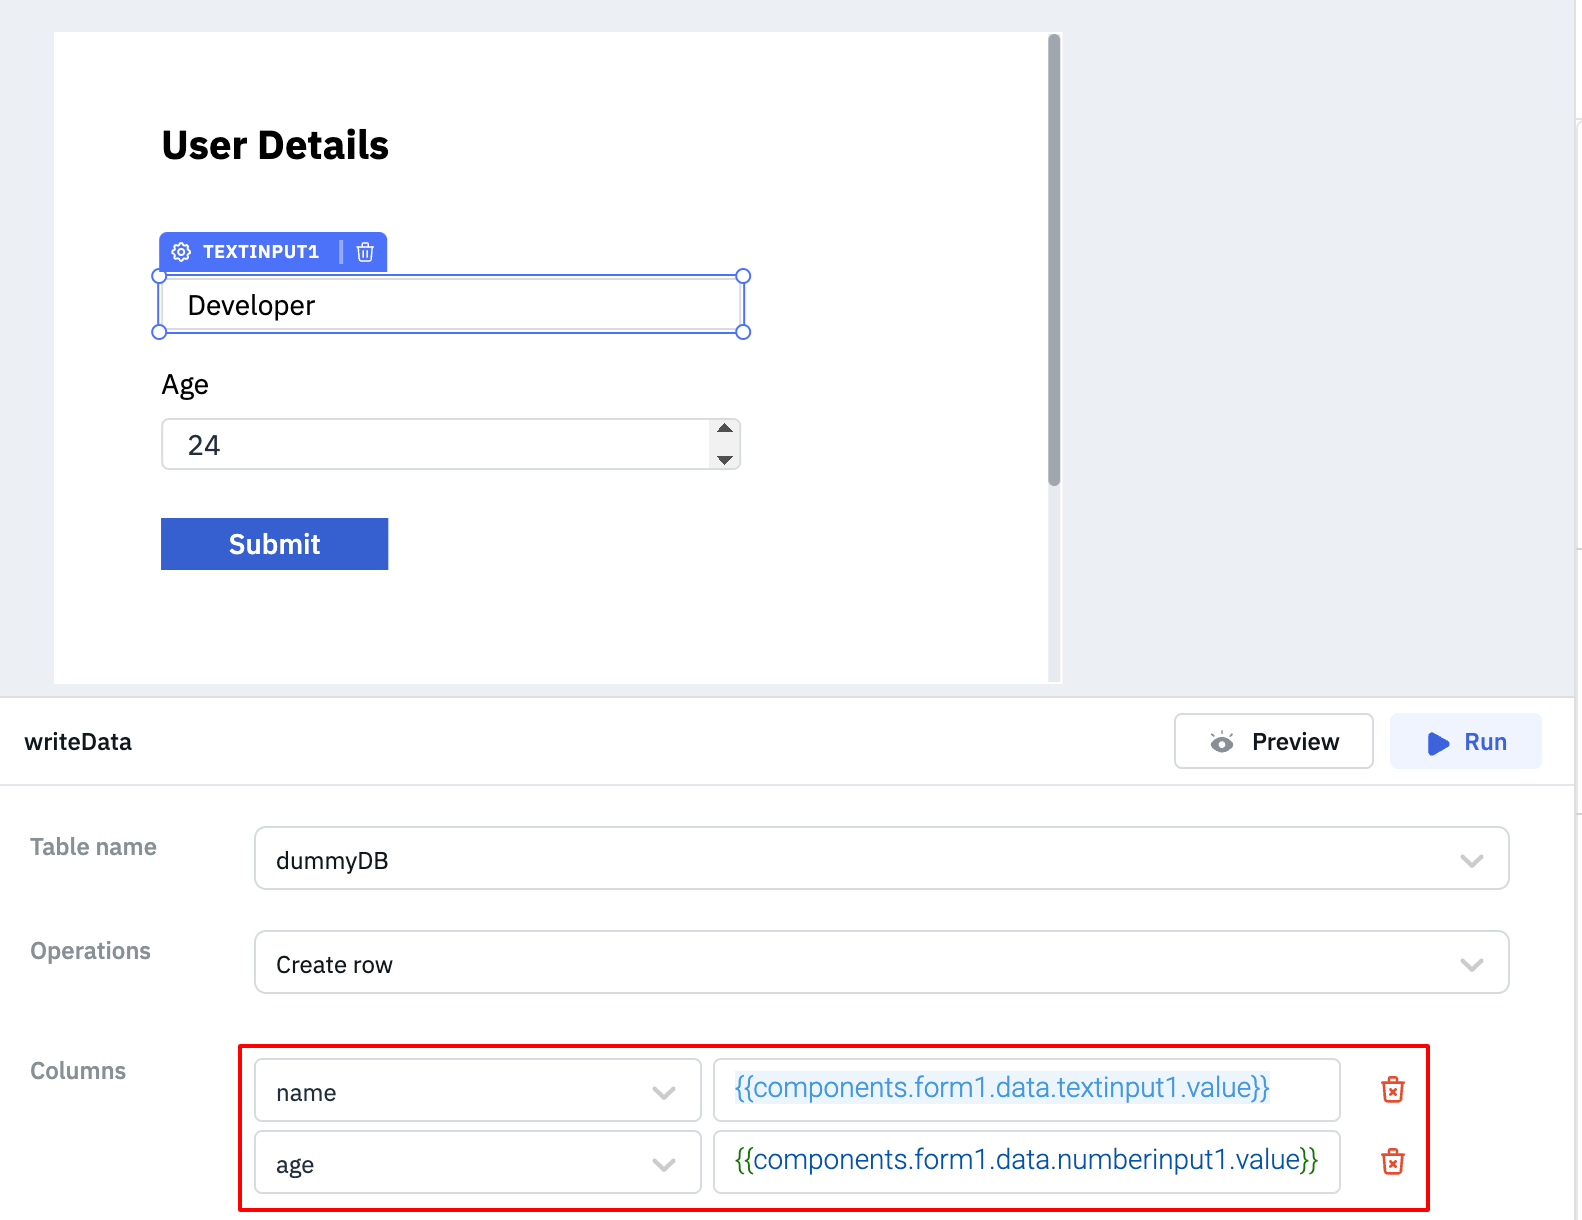 User Details
TEXTINPUT1
Developer
Age
24
Submit
writeData
Preview
Run
Table name
dummyDB
Operations
Create row
Columns
name
{{components.form1.data.textinput1.value}}
age
{{components.form1.data.numberinput1.value}}